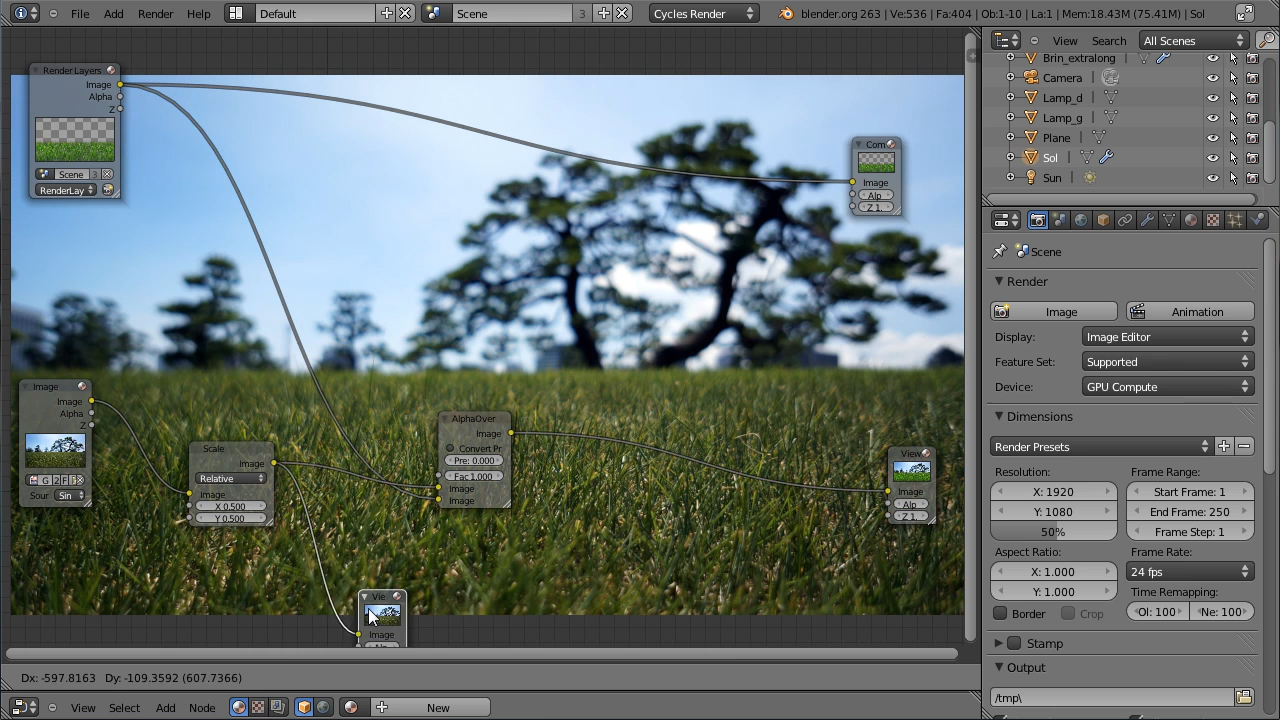 File Add Render Help Default Scene 3 Cycles Render blender.org 263 | Ve:536 | Fa:404 | Ob:1-10 | La:1 | Mem:18.43M (75.41M) | Sol
View Search All Scenes
Brin_extralong
Camera
Lamp_d
Lamp_g
Plane
Sol
Sun
Render Layers
Image
Alpha
Z
Scene 3
RenderLay
Com
Image
Alp
Z 1.
Image
Image
Alpha
Z
G 2 F
Sour Sin
Scale
Image
Relative
Image
X 0.500
Y 0.500
AlphaOver
Image
Convert Pr
Pre: 0.000
Fac 1.000
Image
Image
View
Image
Alp
Z 1.
Vie
Image
Dx: -597.8163 Dy: -109.3592 (607.7366)
View Select Add Node New
Scene
Render
Image Animation
Display: Image Editor
Feature Set: Supported
Device: GPU Compute
Dimensions
Render Presets
Resolution: Frame Range:
X: 1920 Start Frame: 1
Y: 1080 End Frame: 250
50% Frame Step: 1
Aspect Ratio: Frame Rate:
X: 1.000 24 fps
Y: 1.000 Time Remapping:
Border Crop Ol: 100 Ne: 100
Stamp
Output
/tmp\